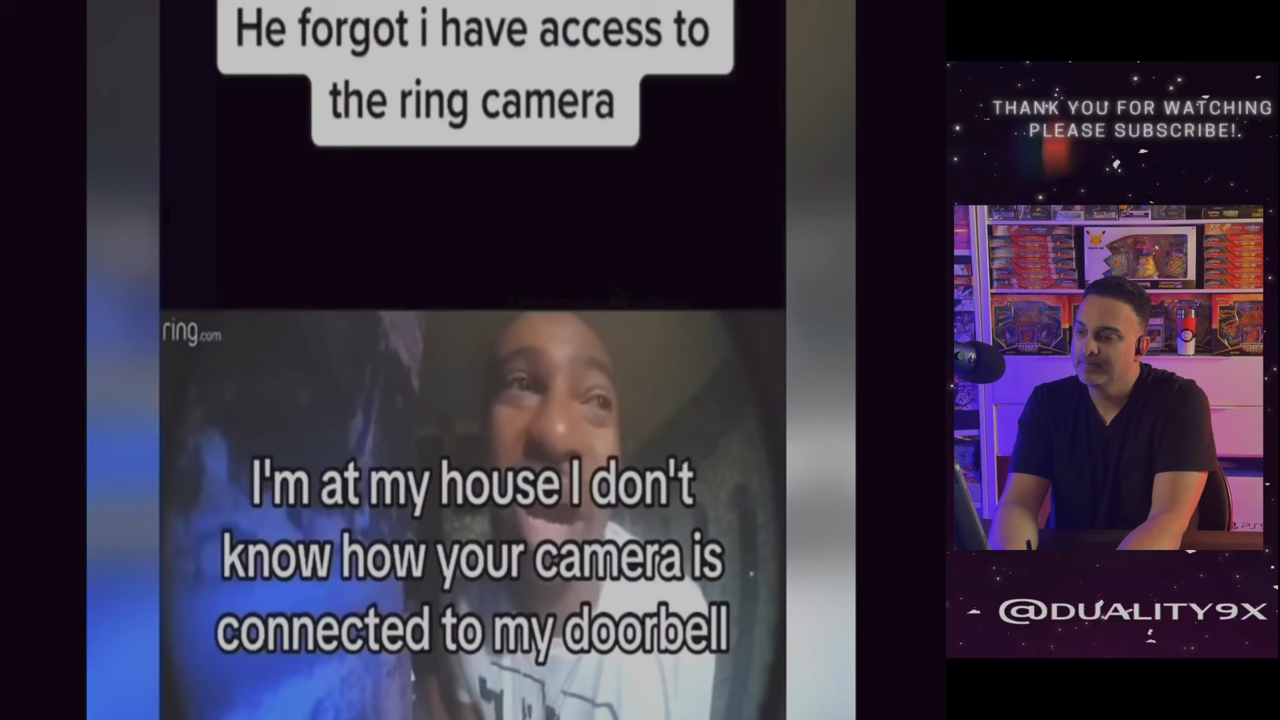 He forgot i have access to
the ring camera
ring.com
I'm at my house I don't
know how your camera is
connected to my doorbell
THANK YOU FOR WATCHING
PLEASE SUBSCRIBE!.
@DUALITY9X